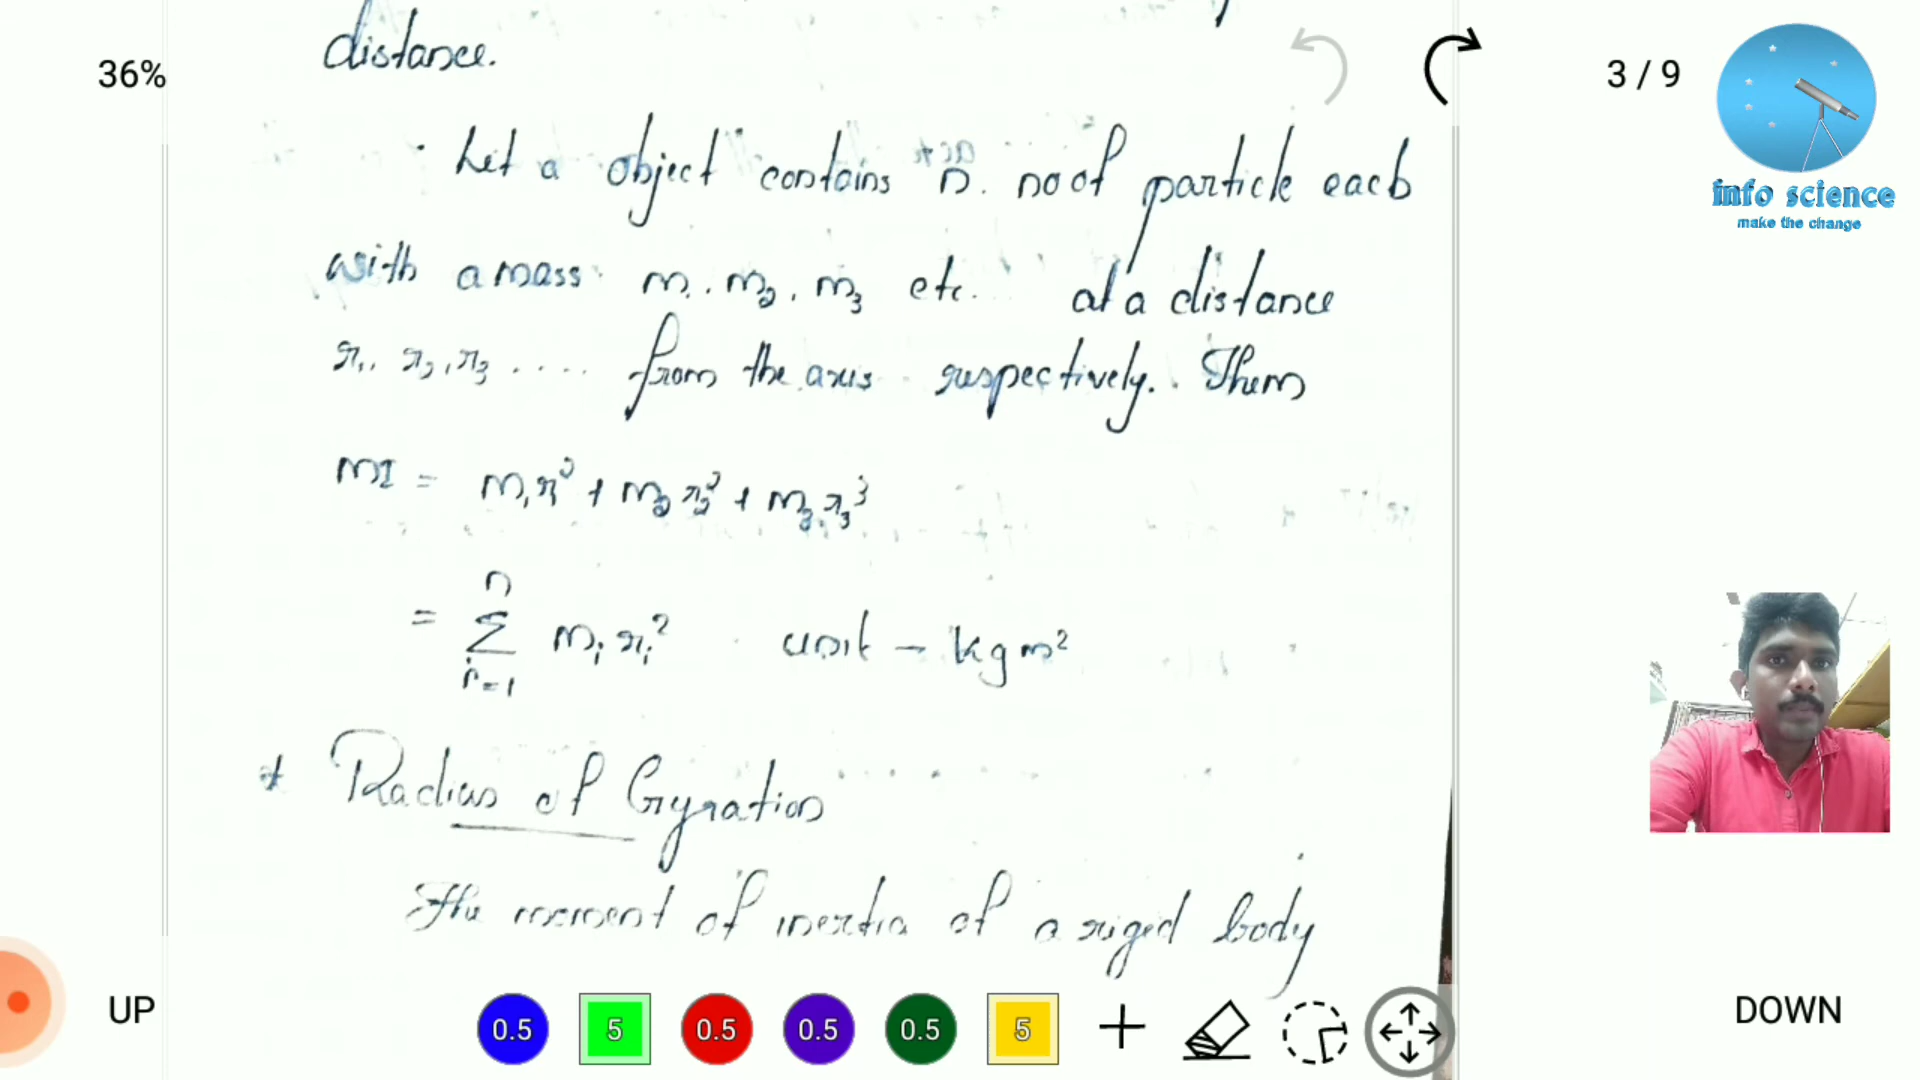 distance.
36%
3 / 9
Let a object contains n. no of particle each
info science
make the change
with a mass m1. m2. m3 etc. at a distance
r1, r2, r3 .... from the axis respectively. Then
MI = m1r1² + m2r2² + m3r3³
= n∑i=1 miri² unit - kgm²
* Radius of Gyration
The moment of inertia of a rigid body
UP
0.5 5 0.5 0.5 0.5 5
DOWN